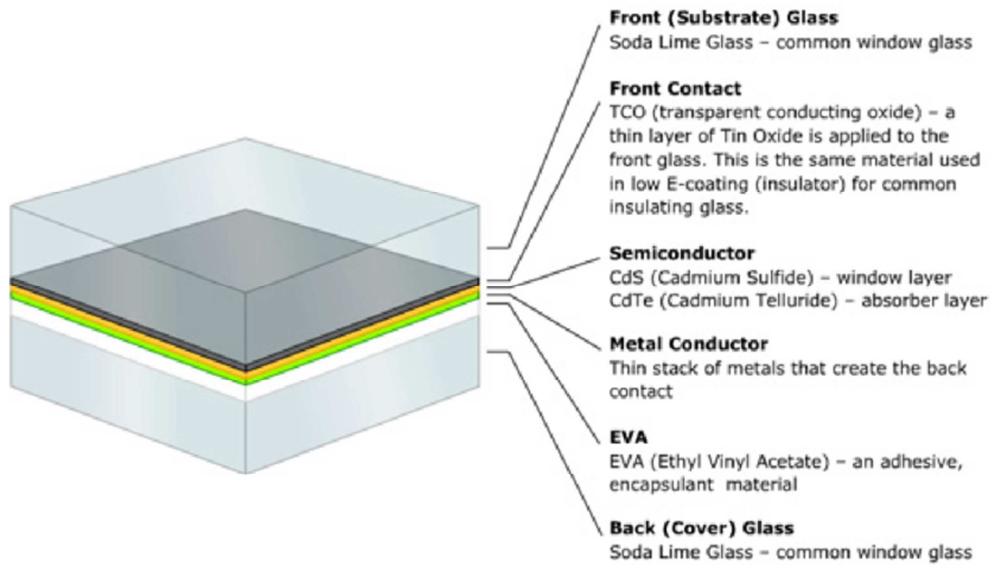 Front (Substrate) Glass
Soda Lime Glass – common window glass
Front Contact
TCO (transparent conducting oxide) – a
thin layer of Tin Oxide is applied to the
front glass. This is the same material used
in low E-coating (insulator) for common
insulating glass.
Semiconductor
CdS (Cadmium Sulfide) – window layer
CdTe (Cadmium Telluride) – absorber layer
Metal Conductor
Thin stack of metals that create the back
contact
EVA
EVA (Ethyl Vinyl Acetate) – an adhesive,
encapsulant material
Back (Cover) Glass
Soda Lime Glass – common window glass